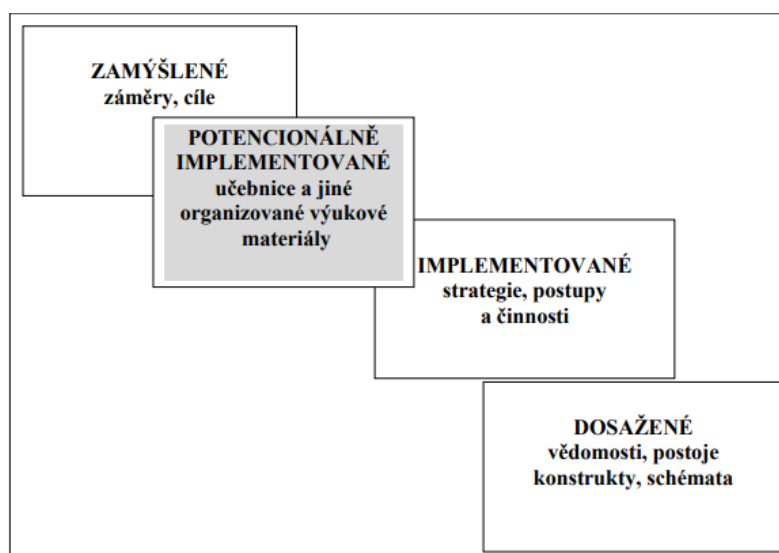 ZAMÝŠLENÉ
záměry, cíle
POTENCIONÁLNĚ
IMPLEMENTOVANÉ
učebnice a jiné
organizované výukové
materiály
IMPLEMENTOVANÉ
strategie, postupy
a činnosti
DOSAŽENÉ
vědomosti, postoje
konstrukty, schémata